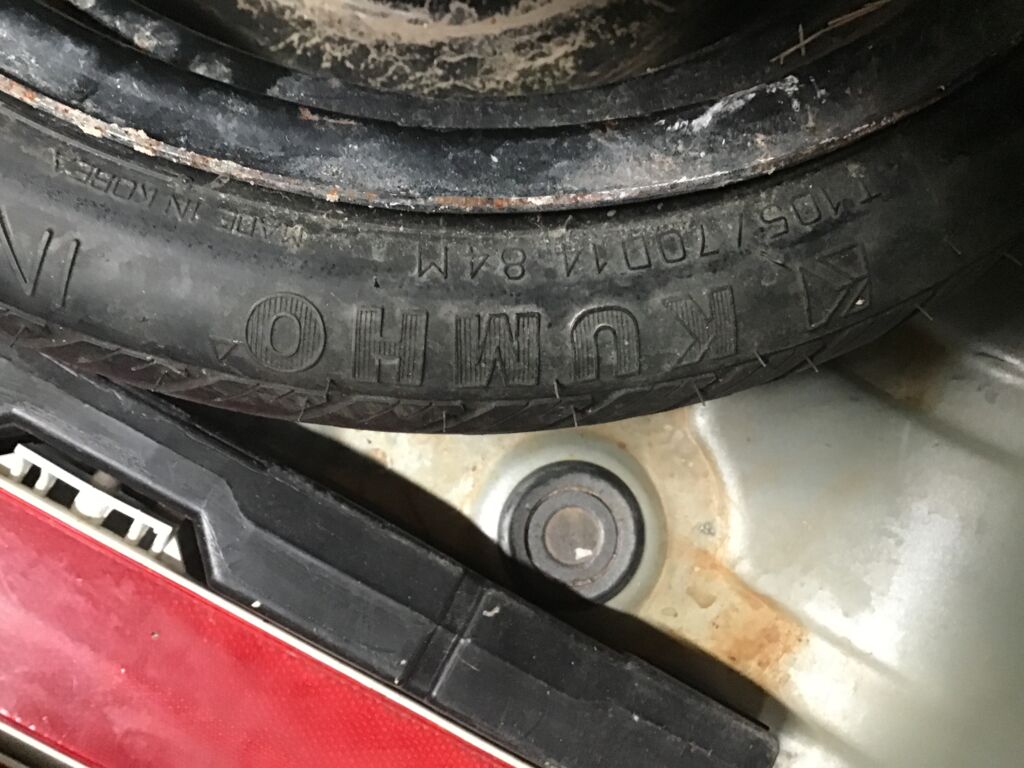 KUMHO
T105/70D14 84M
MADE IN KOREA